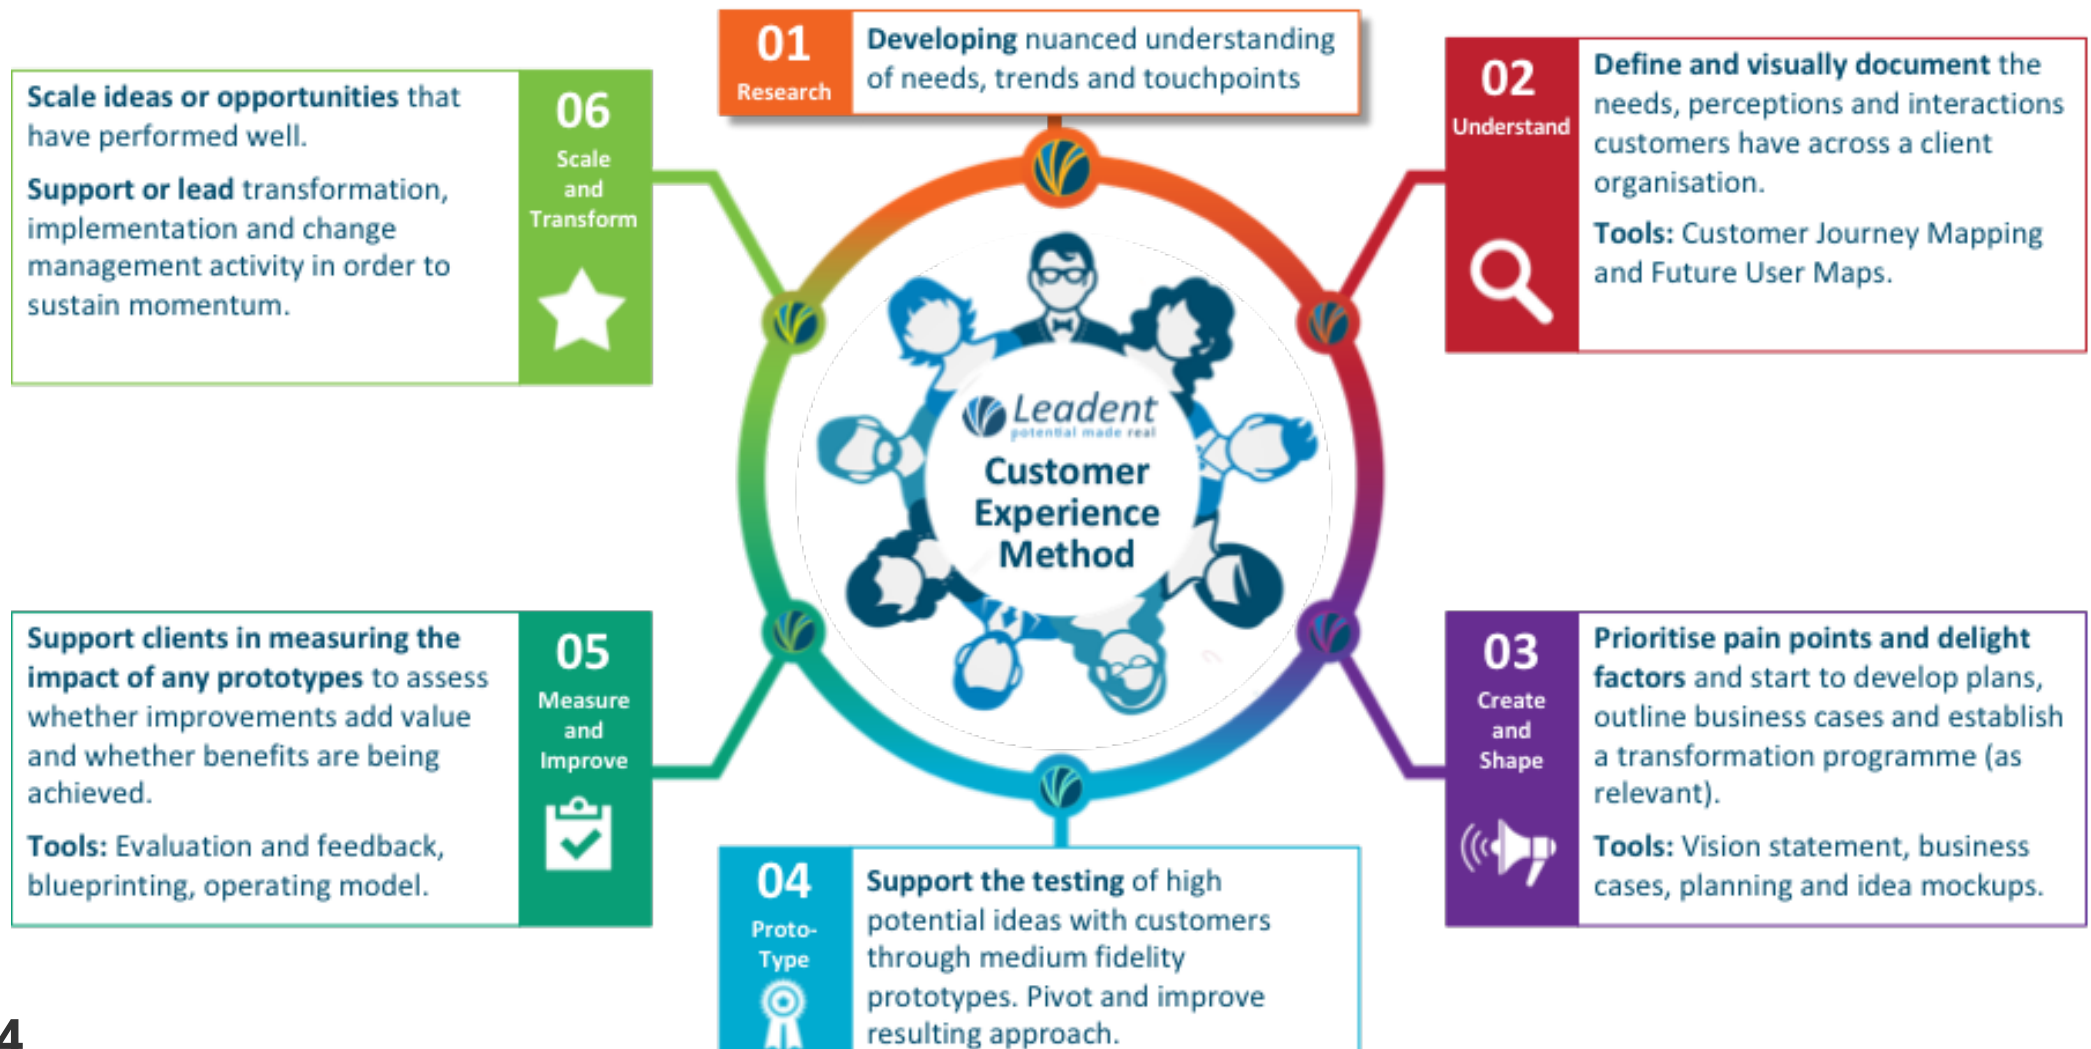 01
Research
Developing nuanced understanding
of needs, trends and touchpoints
02
Understand
Define and visually document the
needs, perceptions and interactions
customers have across a client
organisation.
Tools: Customer Journey Mapping
and Future User Maps.
03
Create
and
Shape
Prioritise pain points and delight
factors and start to develop plans,
outline business cases and establish
a transformation programme (as
relevant).
Tools: Vision statement, business
cases, planning and idea mockups.
04
Proto-
Type
Support the testing of high
potential ideas with customers
through medium fidelity
prototypes. Pivot and improve
resulting approach.
05
Measure
and
Improve
Support clients in measuring the
impact of any prototypes to assess
whether improvements add value
and whether benefits are being
achieved.
Tools: Evaluation and feedback,
blueprinting, operating model.
06
Scale
and
Transform
Scale ideas or opportunities that
have performed well.
Support or lead transformation,
implementation and change
management activity in order to
sustain momentum.
Leadent
potential made real
Customer
Experience
Method
4